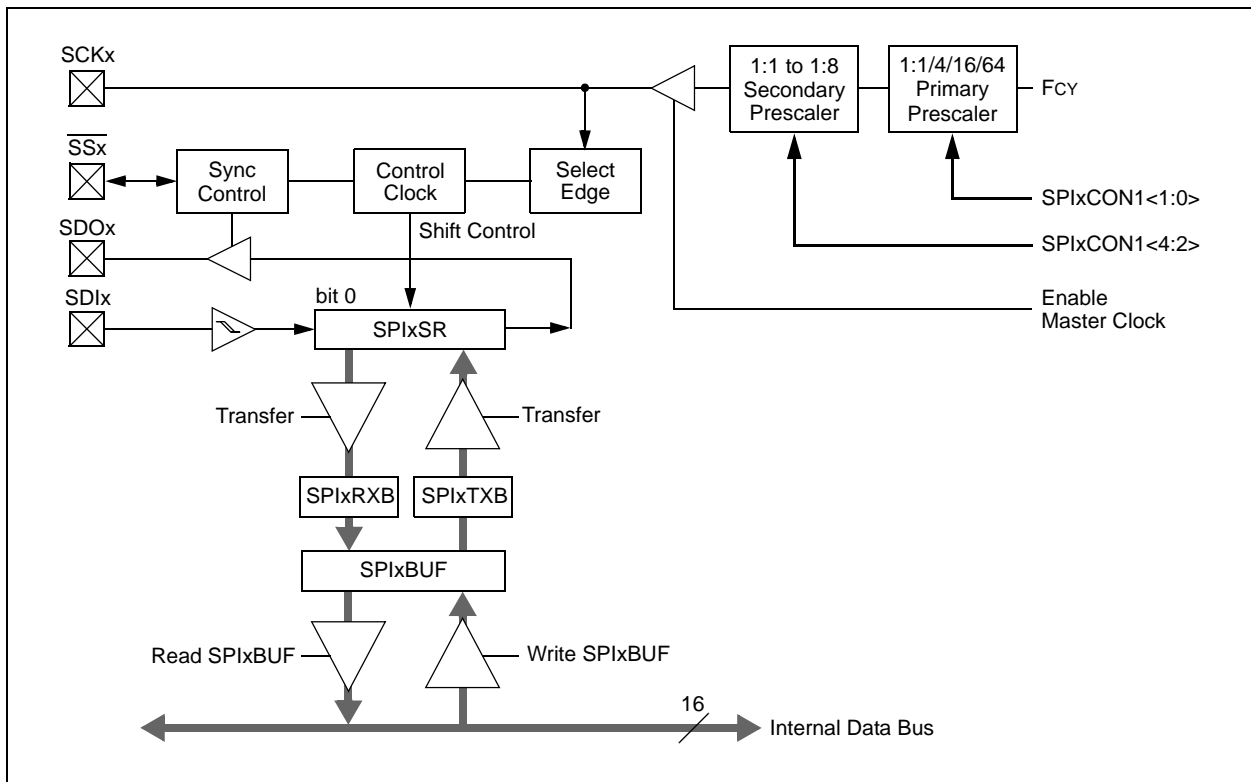 SCKx
1:1 to 1:8
Secondary
Prescaler
1:1/4/16/64
Primary
Prescaler
FCY
SSx
Sync
Control
Control
Clock
Select
Edge
SPIxCON1<1:0>
Shift Control
SDOx
SPIxCON1<4:2>
SDIx
bit 0
Enable
Master Clock
SPIxSR
Transfer
Transfer
SPIxRXB
SPIxTXB
SPIxBUF
Read SPIxBUF
Write SPIxBUF
16
Internal Data Bus